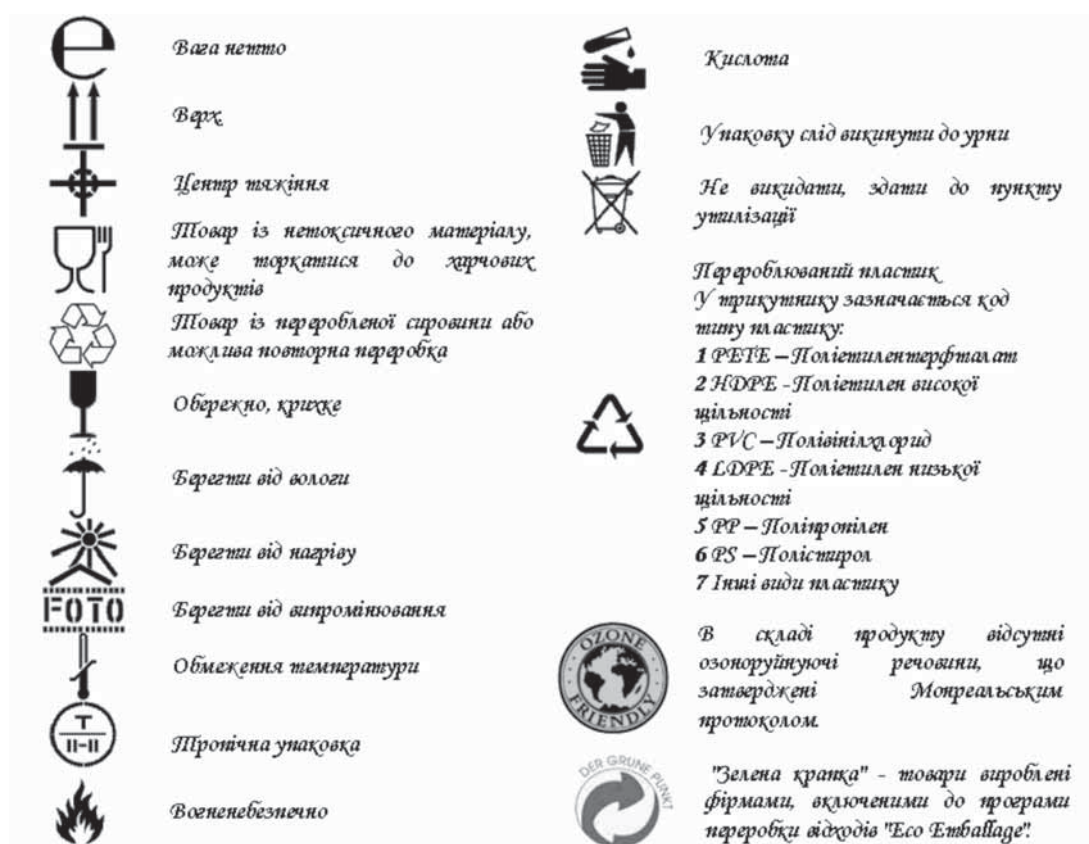 Вага нетто
Верх
Центр тяжіння
Товар із нетоксичного матеріалу,
може торкатися до харчових
продуктів
Товар із переробленої сировини або
можлива повторна переробка
Обережно, крихке
Берегти від вологи
Берегти від нагріву
FOTO
Берегти від випромінювання
Обмеження температури
T
II-II
Тропічна упаковка
Вогненебезпечно
Кислота
Упаковку слід викинути до урни
Не викидати, здати до пункту
утилізації
Перероблюваний пластик
У трикутнику зазначається код
типу пластику:
1 PETE – Поліетилентерфталат
2 HDPE - Поліетилен високої
щільності
3 PVC – Полівінілхлорид
4 LDPE - Поліетилен низької
щільності
5 PP – Поліпропілен
6 PS – Полістирол
7 Інші види пластику
OZONE
FRIENDLY
В складі продукту відсутні
озоноруйнуючі речовини, що
затверджені Монреальським
протоколом.
DER GRÜNE PUNKT
"Зелена крапка" - товари вироблені
фірмами, включеними до програми
переробки відходів "Eco Emballage".